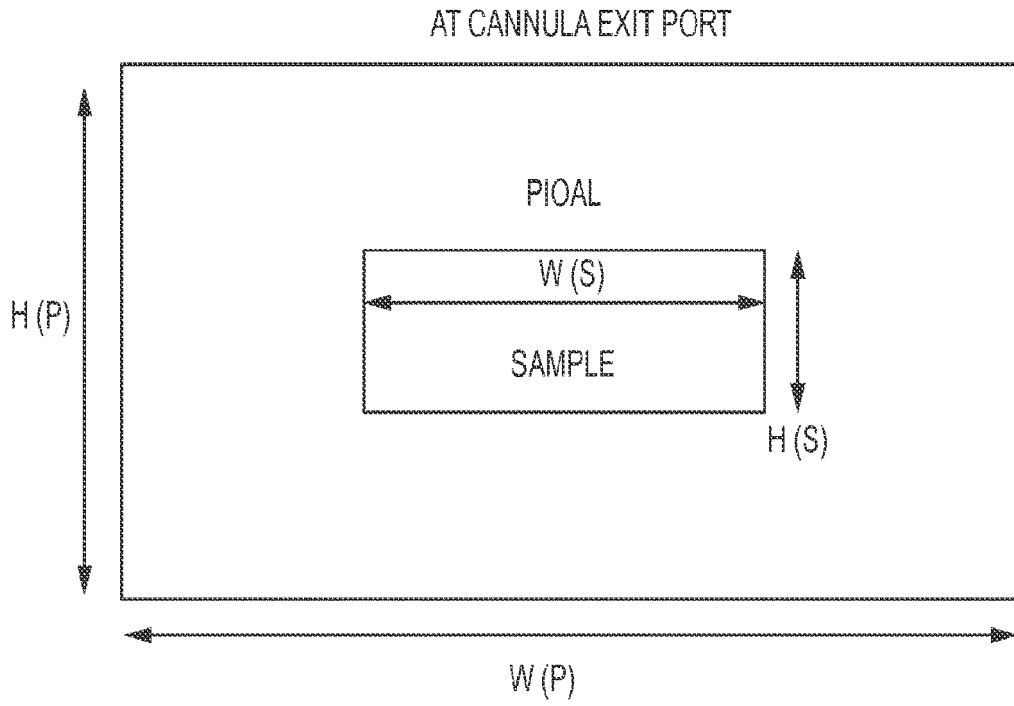 AT CANNULA EXIT PORT
PIOAL
W (S)
H (P)
SAMPLE
H (S)
W (P)